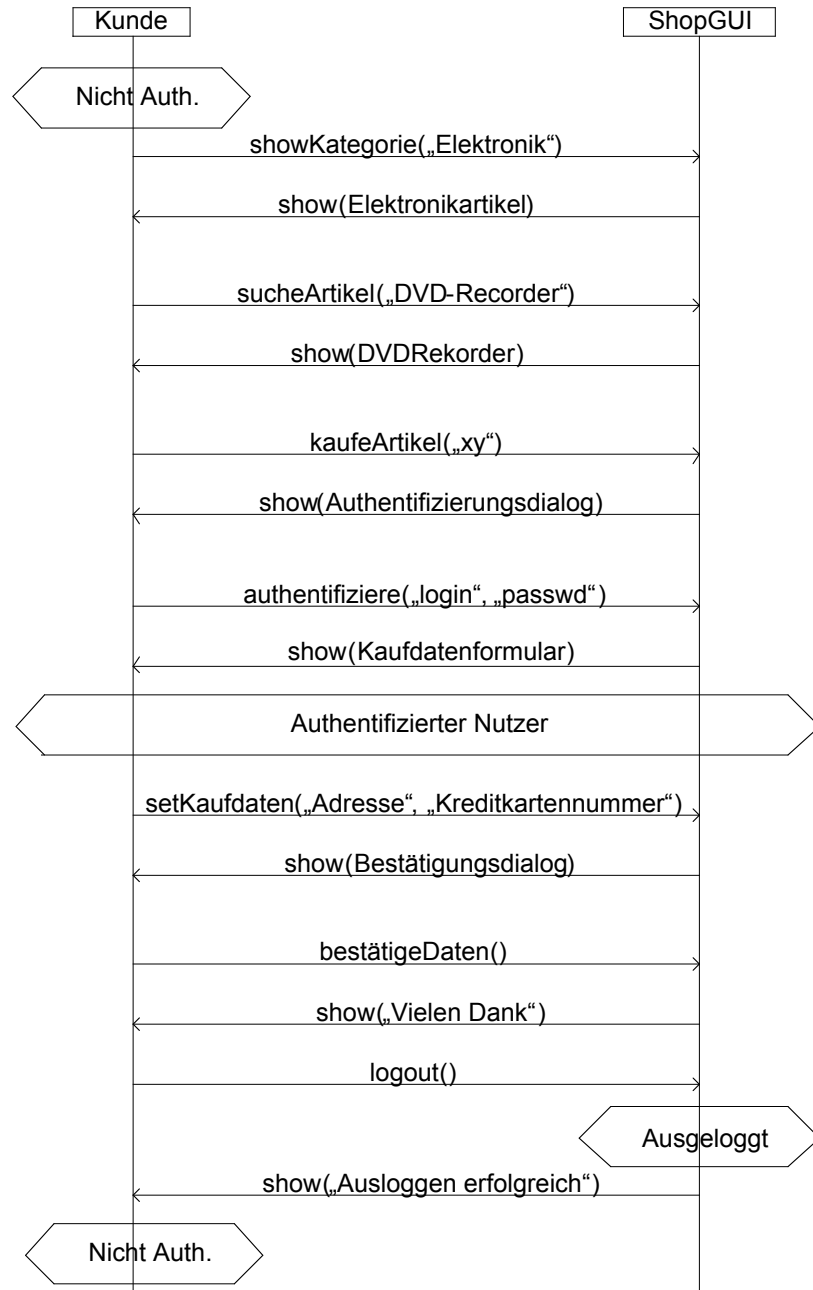 Kunde
ShopGUI
Nicht Auth.
showKategorie(„Elektronik“)
show(Elektronikartikel)
sucheArtikel(„DVD-Recorder“)
show(DVDRekorder)
kaufeArtikel(„xy“)
show(Authentifizierungsdialog)
authentifiziere(„login“, „passwd“)
show(Kaufdatenformular)
Authentifizierter Nutzer
setKaufdaten(„Adresse“, „Kreditkartennummer“)
show(Bestätigungsdialog)
bestätigeDaten()
show(„Vielen Dank“)
logout()
Ausgeloggt
show(„Ausloggen erfolgreich“)
Nicht Auth.